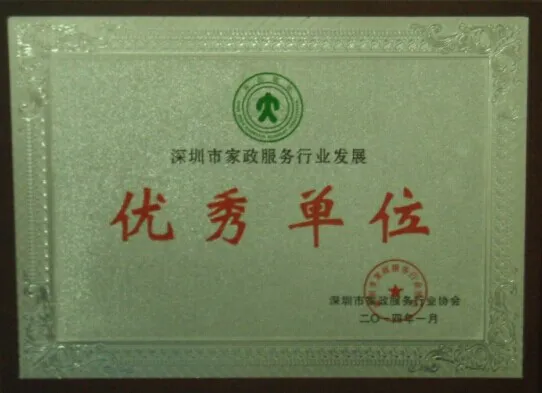 深圳市家政服务行业发展
优秀单位
深圳市家政服务行业协会
二〇一四年一月